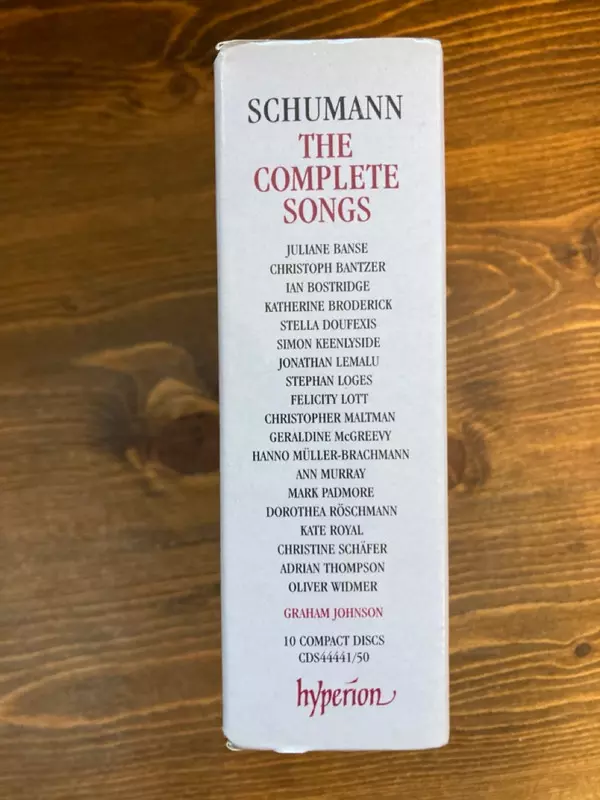 SCHUMANN
THE
COMPLETE
SONGS
JULIANE BANSE
CHRISTOPH BANTZER
IAN BOSTRIDGE
KATHERINE BRODERICK
STELLA DOUFEXIS
SIMON KEENLYSIDE
JONATHAN LEMALU
STEPHAN LOGES
FELICITY LOTT
CHRISTOPHER MALTMAN
GERALDINE McGREEVY
HANNO MÜLLER-BRACHMANN
ANN MURRAY
MARK PADMORE
DOROTHEA RÖSCHMANN
KATE ROYAL
CHRISTINE SCHÄFER
ADRIAN THOMPSON
OLIVER WIDMER
GRAHAM JOHNSON
10 COMPACT DISCS
CDS44441/50
hyperion